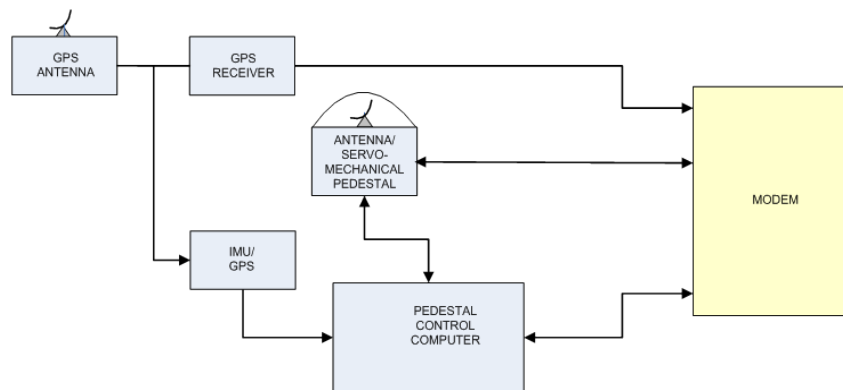 GPS
ANTENNA
GPS
RECEIVER
ANTENNA/
SERVO-
MECHANICAL
PEDESTAL
MODEM
IMU/
GPS
PEDESTAL
CONTROL
COMPUTER